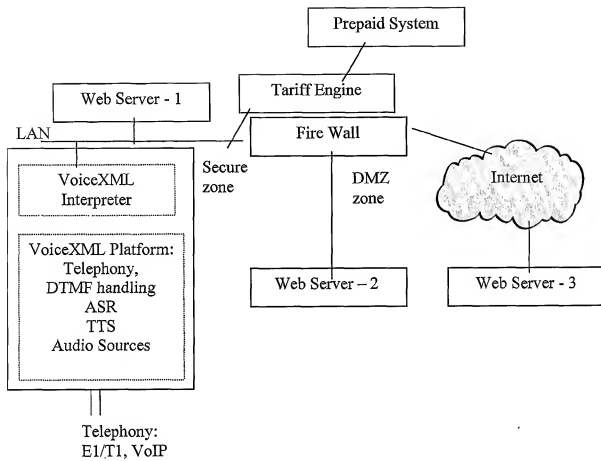 Prepaid System
Tariff Engine
Web Server - 1
LAN
Fire Wall
Secure
zone
DMZ
zone
Internet
VoiceXML
Interpreter
VoiceXML Platform:
Telephony,
DTMF handling
ASR
TTS
Audio Sources
Web Server – 2
Web Server - 3
Telephony:
E1/T1, VoIP